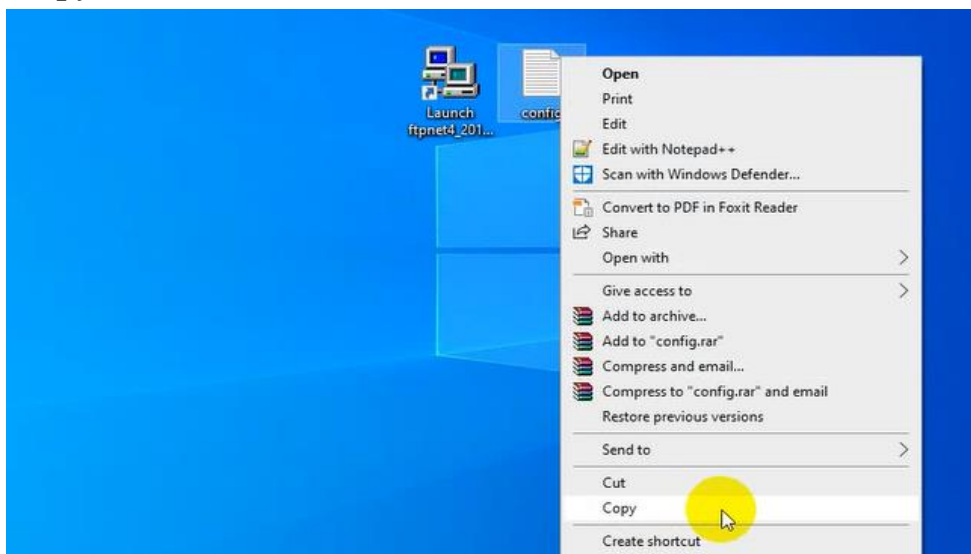 Launch
ftpnet4_201...
config
Open
Print
Edit
Edit with Notepad++
Scan with Windows Defender...
Convert to PDF in Foxit Reader
Share
Open with
Give access to
Add to archive...
Add to "config.rar"
Compress and email...
Compress to "config.rar" and email
Restore previous versions
Send to
Cut
Copy
Create shortcut